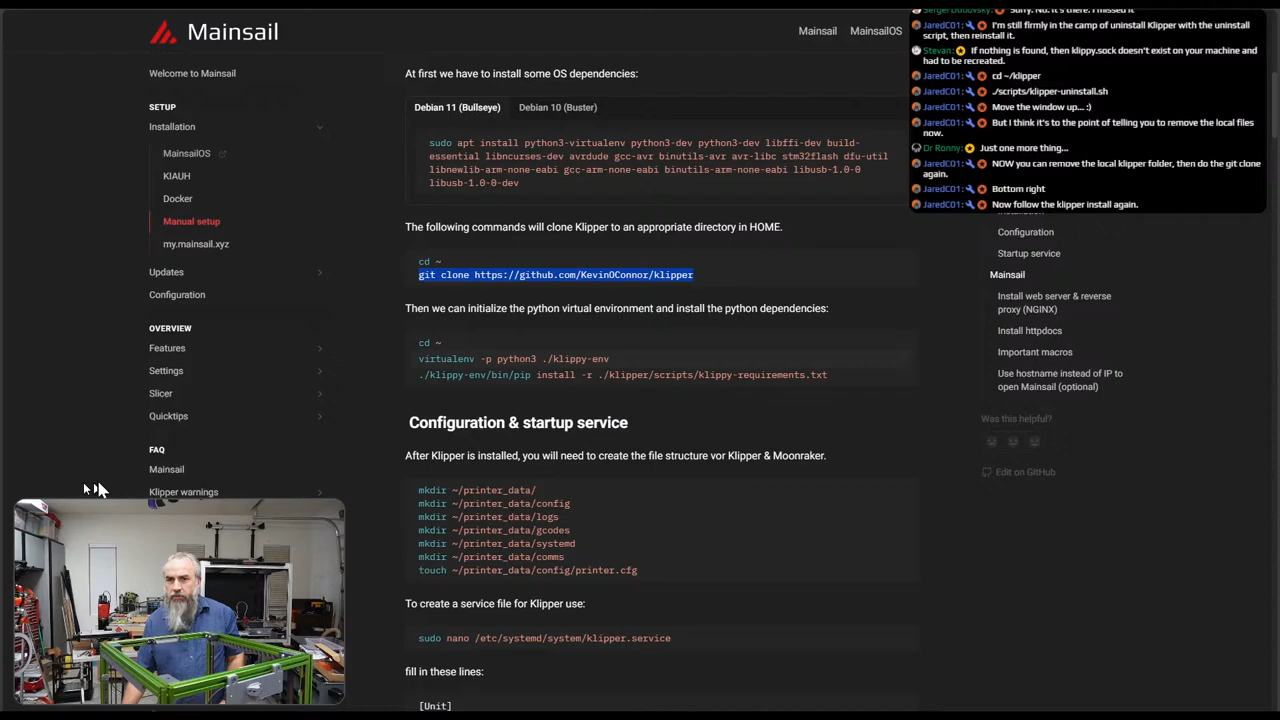 Mainsail
Mainsail
MainsailOS
Welcome to Mainsail
SETUP
Installation
MainsailOS
KIAUH
Docker
Manual setup
my.mainsail.xyz
Updates
Configuration
OVERVIEW
Features
Settings
Slicer
Quicktips
FAQ
Mainsail
Klipper warnings
At first we have to install some OS dependencies:
Debian 11 (Bullseye)
Debian 10 (Buster)
sudo apt install python3-virtualenv python3-dev python3-dev libffi-dev build-
essential libncurses-dev avrdude gcc-avr binutils-avr avr-libc stm32flash dfu-util
libnewlib-arm-none-eabi gcc-arm-none-eabi binutils-arm-none-eabi libusb-1.0-0
libusb-1.0-0-dev
The following commands will clone Klipper to an appropriate directory in HOME.
cd ~
git clone https://github.com/KevinOConnor/klipper
Then we can initialize the python virtual environment and install the python dependencies:
cd ~
virtualenv -p python3 ./klippy-env
./klippy-env/bin/pip install -r ./klipper/scripts/klippy-requirements.txt
Configuration & startup service
After Klipper is installed, you will need to create the file structure vor Klipper & Moonraker.
mkdir ~/printer_data/
mkdir ~/printer_data/config
mkdir ~/printer_data/logs
mkdir ~/printer_data/gcodes
mkdir ~/printer_data/systemd
mkdir ~/printer_data/comms
touch ~/printer_data/config/printer.cfg
To create a service file for Klipper use:
sudo nano /etc/systemd/system/klipper.service
fill in these lines:
[Unit]
Sorry. No. It's there. I missed it
JaredC01: I'm still firmly in the camp of uninstall Klipper with the uninstall
script, then reinstall it.
Stevan: If nothing is found, then klippy.sock doesn't exist on your machine and
had to be recreated.
JaredC01: cd ~/klipper
JaredC01: ./scripts/klipper-uninstall.sh
JaredC01: Move the window up... :)
JaredC01: But I think it's to the point of telling you to remove the local files
now.
Dr Ronny: Just one more thing...
JaredC01: NOW you can remove the local klipper folder, then do the git clone
again.
JaredC01: Bottom right
JaredC01: Now follow the klipper install again.
Configuration
Startup service
Mainsail
Install web server & reverse
proxy (NGINX)
Install httpdocs
Important macros
Use hostname instead of IP to
open Mainsail (optional)
Was this helpful?
Edit on GitHub